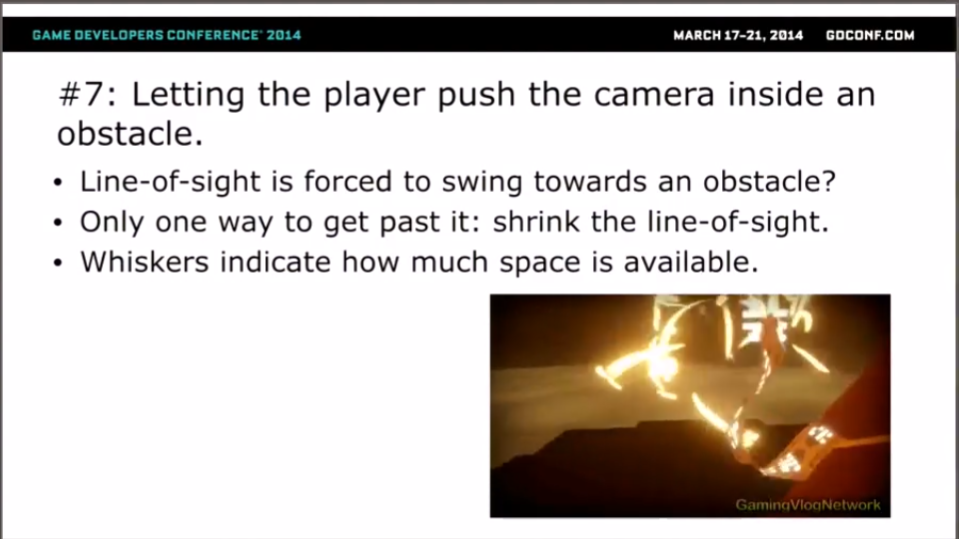 GAME DEVELOPERS CONFERENCE™ 2014
MARCH 17–21, 2014 GDCONF.COM
#7: Letting the player push the camera inside an
obstacle.
• Line-of-sight is forced to swing towards an obstacle?
• Only one way to get past it: shrink the line-of-sight.
• Whiskers indicate how much space is available.
GamingVlogNetwork